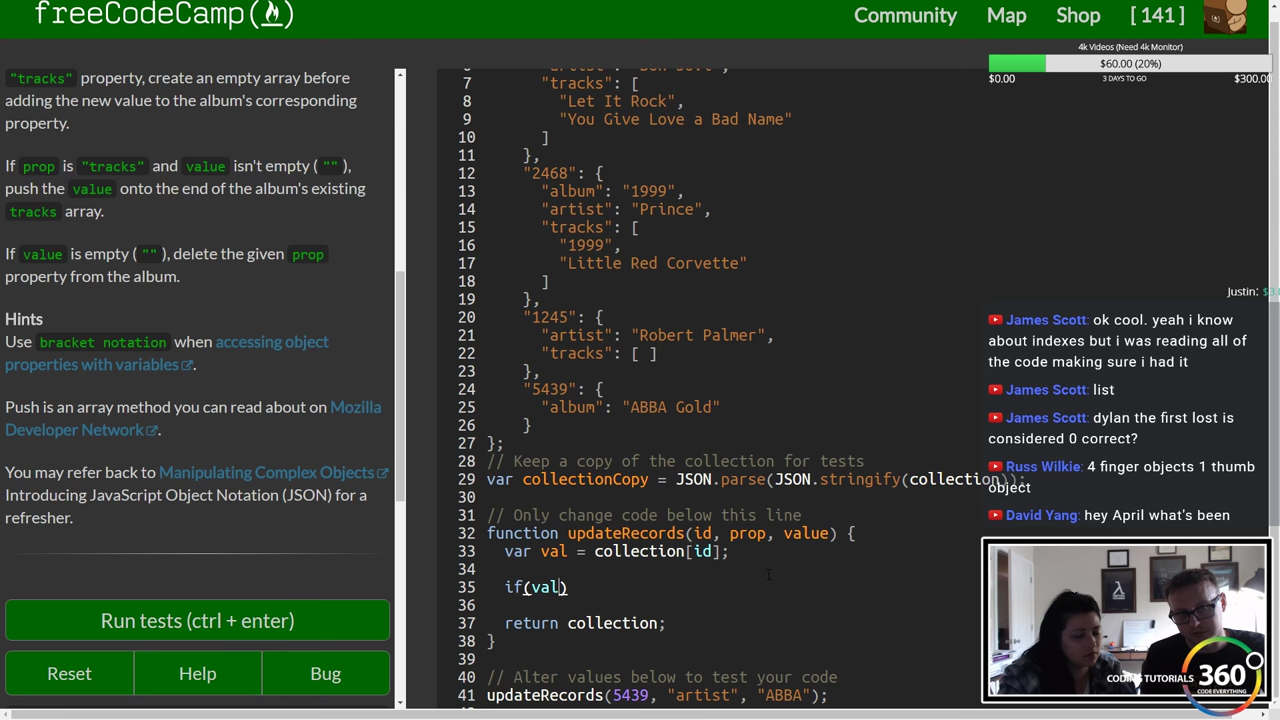 freeCodeCamp
Community Map Shop [ 141 ]
4k Videos (Need 4k Monitor)
$60.00 (20%)
$0.00 3 DAYS TO GO $300.00
"tracks" property, create an empty array before
adding the new value to the album's corresponding
property.
If prop is "tracks" and value isn't empty ( "" ),
push the value onto the end of the album's existing
tracks array.
If value is empty ( "" ), delete the given prop
property from the album.
Hints
Use bracket notation when accessing object
properties with variables.
Push is an array method you can read about on Mozilla
Developer Network.
You may refer back to Manipulating Complex Objects
Introducing JavaScript Object Notation (JSON) for a
refresher.
Run tests (ctrl + enter)
Reset Help Bug
7 "tracks": [
8 "Let It Rock",
9 "You Give Love a Bad Name"
10 ]
11 },
12 "2468": {
13 "album": "1999",
14 "artist": "Prince",
15 "tracks": [
16 "1999",
17 "Little Red Corvette"
18 ]
19 },
20 "1245": {
21 "artist": "Robert Palmer",
22 "tracks": [ ]
23 },
24 "5439": {
25 "album": "ABBA Gold"
26 }
27 };
28 // Keep a copy of the collection for tests
29 var collectionCopy = JSON.parse(JSON.stringify(collection));
30
31 // Only change code below this line
32 function updateRecords(id, prop, value) {
33 var val = collection[id];
34
35 if(val)
36
37 return collection;
38 }
39
40 // Alter values below to test your code
41 updateRecords(5439, "artist", "ABBA");
Justin:
James Scott: ok cool. yeah i know
about indexes but i was reading all of
the code making sure i had it
James Scott: list
James Scott: dylan the first lost is
considered 0 correct?
Russ Wilkie: 4 finger objects 1 thumb
object
David Yang: hey April what's been
CODING TUTORIALS 360
CODE EVERYTHING